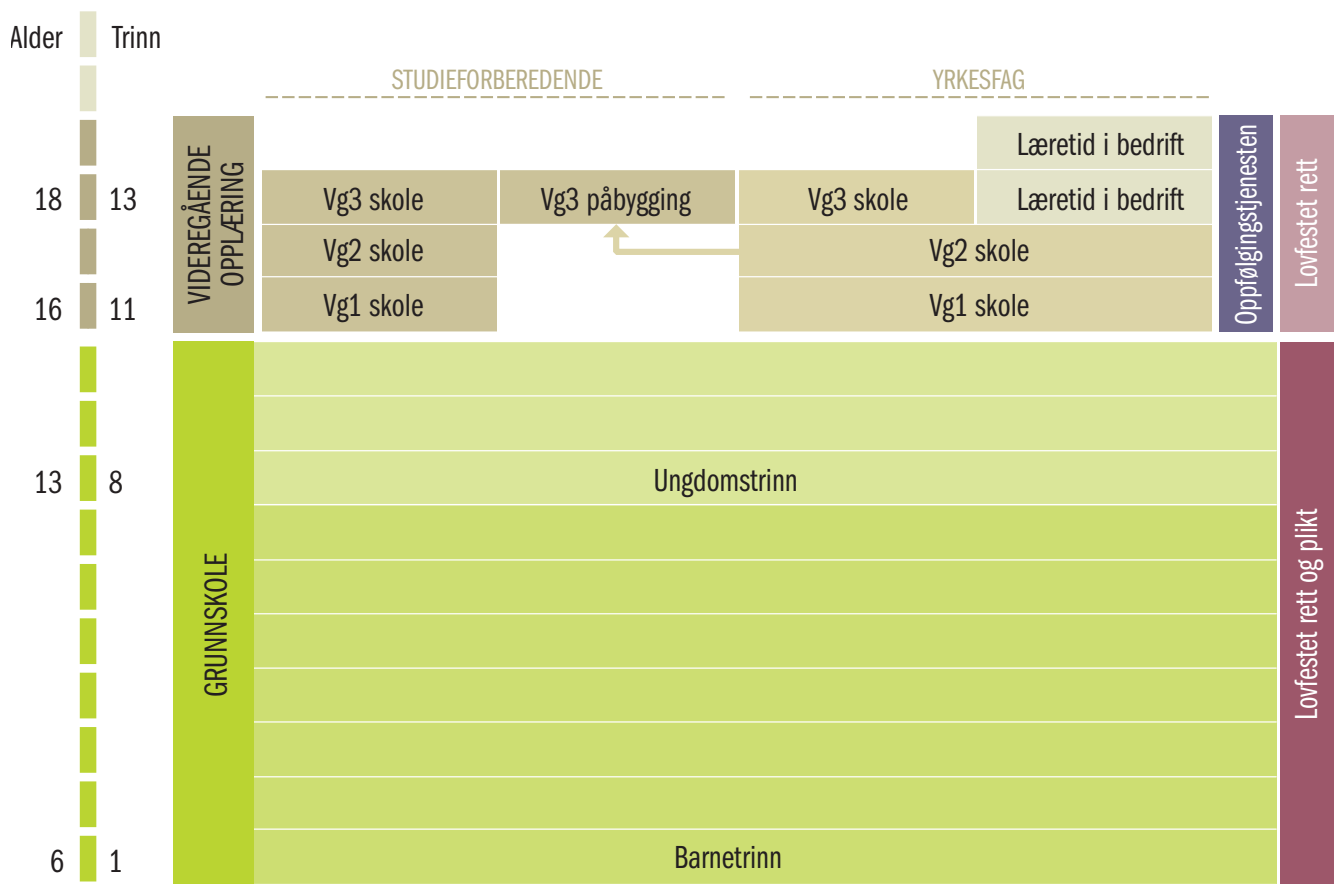 Alder Trinn
STUDIEFORBEREDENDE YRKESFAG
VIDEREGÅENDE
OPPLÆRING
Læretid i bedrift
18 13 Vg3 skole Vg3 påbygging Vg3 skole Læretid i bedrift
Vg2 skole Vg2 skole
16 11 Vg1 skole Vg1 skole
Oppfølgingstjenesten
Lovfestet rett
GRUNNSKOLE
13 8 Ungdomstrinn
6 1 Barnetrinn
Lovfestet rett og plikt